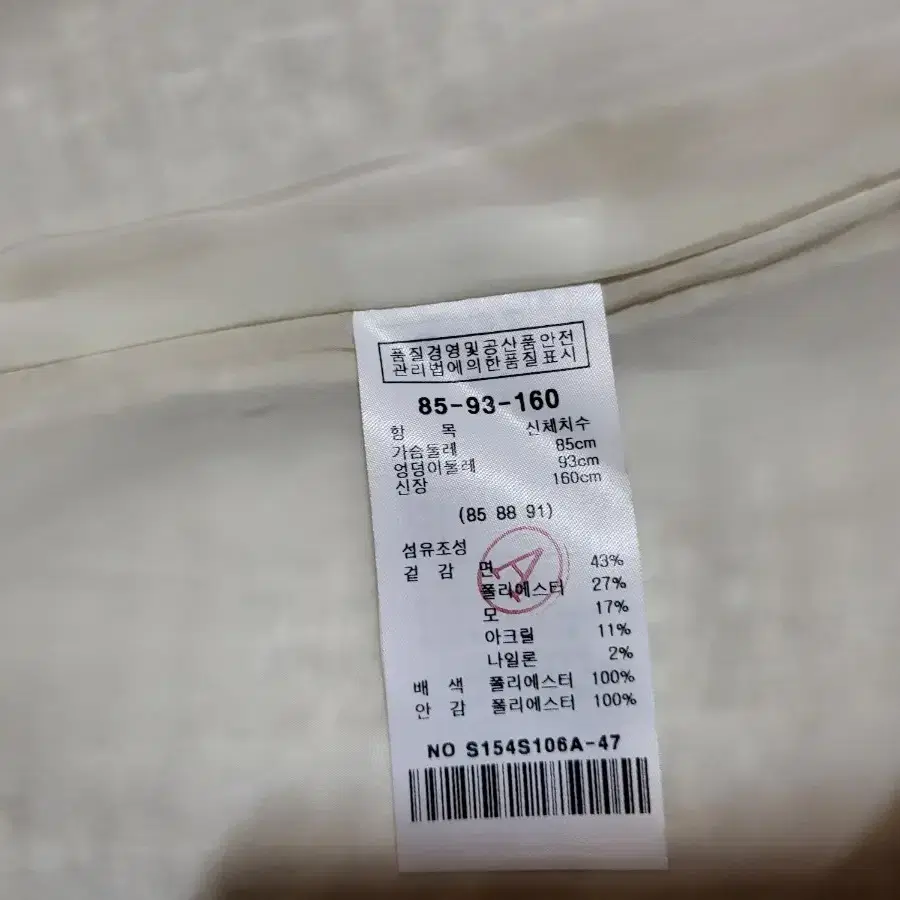 품질경영및공산품안전
관리법에의한품질표시
85-93-160
항 목 신체치수
가슴둘레 85cm
엉덩이둘레 93cm
신장 160cm
(85 88 91)
섬유조성
겉 감 면 43%
폴리에스터 27%
모 17%
아크릴 11%
나일론 2%
배 색 폴리에스터 100%
안 감 폴리에스터 100%
NO S154S106A-47
A